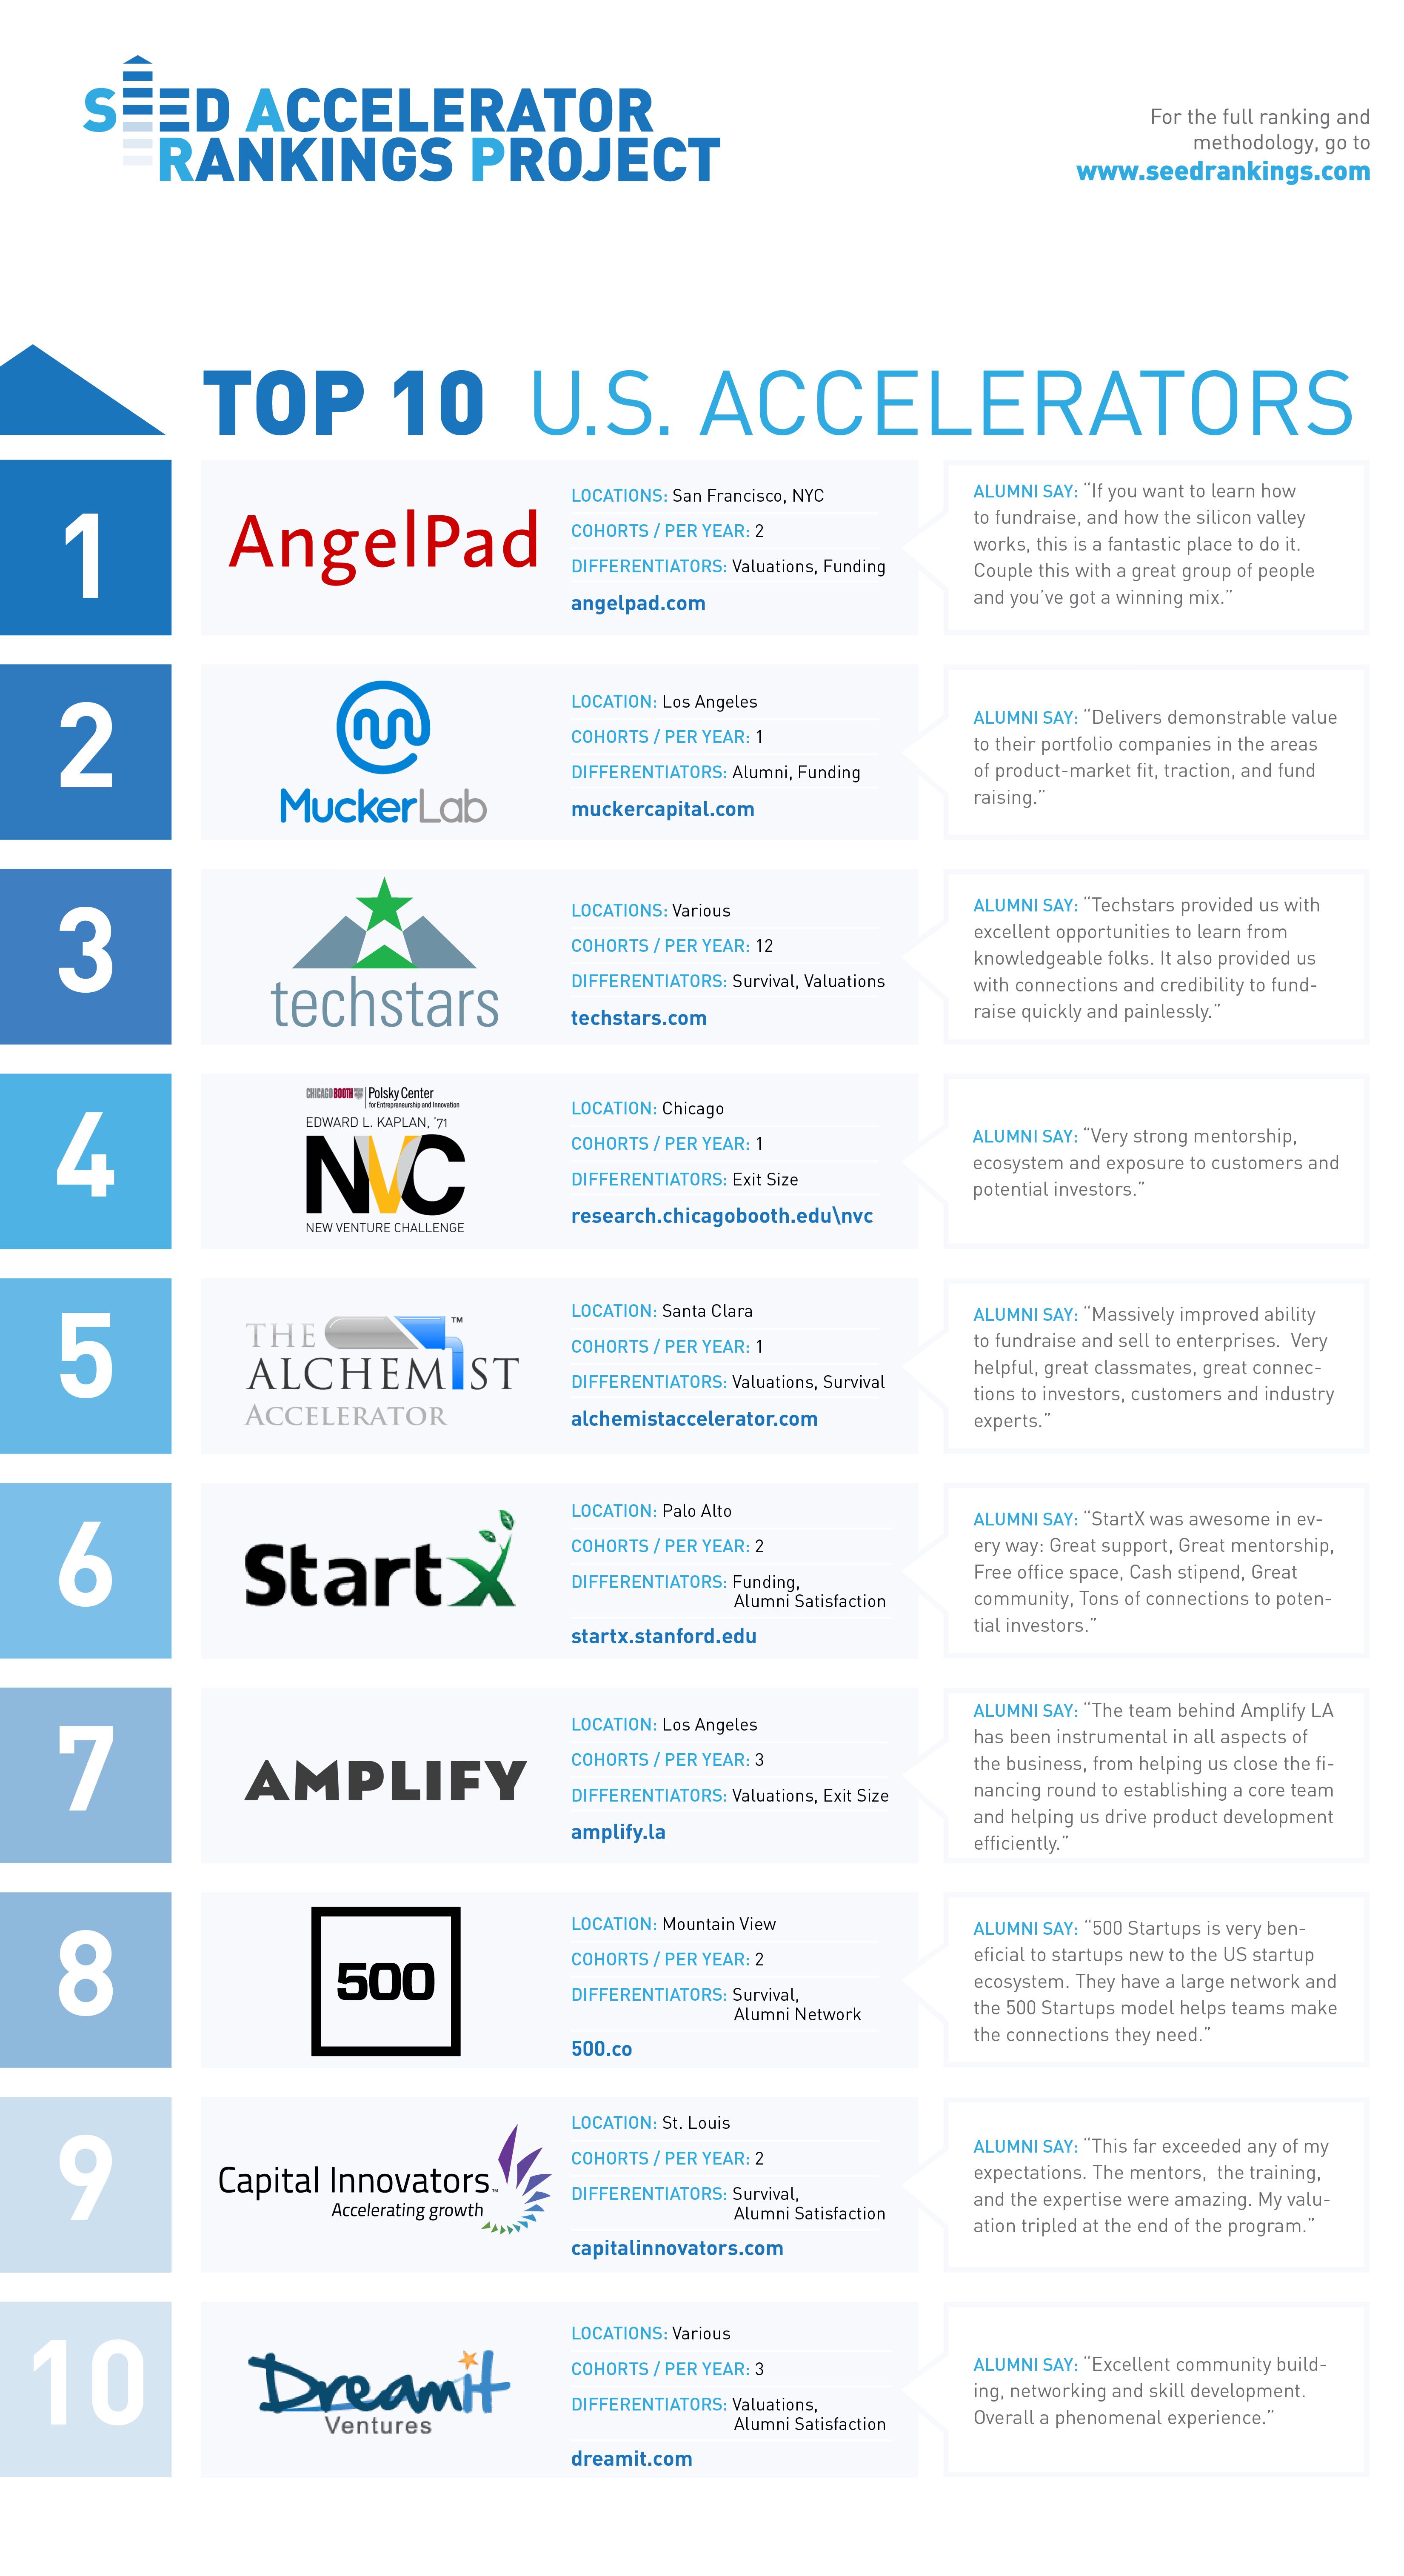 SEED ACCELERATOR
RANKINGS PROJECT
For the full ranking and
methodology, go to
www.seedrankings.com
TOP 10 U.S. ACCELERATORS
1
AngelPad
LOCATIONS: San Francisco, NYC
COHORTS / PER YEAR: 2
DIFFERENTIATORS: Valuations, Funding
angelpad.com
ALUMNI SAY: “If you want to learn how
to fundraise, and how the silicon valley
works, this is a fantastic place to do it.
Couple this with a great group of people
and you’ve got a winning mix.”
2
m
MuckerLab
LOCATION: Los Angeles
COHORTS / PER YEAR: 1
DIFFERENTIATORS: Alumni, Funding
muckercapital.com
ALUMNI SAY: “Delivers demonstrable value
to their portfolio companies in the areas
of product-market fit, traction, and fund
raising.”
3
techstars
LOCATIONS: Various
COHORTS / PER YEAR: 12
DIFFERENTIATORS: Survival, Valuations
techstars.com
ALUMNI SAY: “Techstars provided us with
excellent opportunities to learn from
knowledgeable folks. It also provided us
with connections and credibility to fund-
raise quickly and painlessly.”
4
CHICAGO BOOTH Polsky Center
for Entrepreneurship and Innovation
EDWARD L. KAPLAN, ’71
NVC
NEW VENTURE CHALLENGE
LOCATION: Chicago
COHORTS / PER YEAR: 1
DIFFERENTIATORS: Exit Size
research.chicagobooth.edu\nvc
ALUMNI SAY: “Very strong mentorship,
ecosystem and exposure to customers and
potential investors.”
5
THE ™
ALCHEMIST
ACCELERATOR
LOCATION: Santa Clara
COHORTS / PER YEAR: 1
DIFFERENTIATORS: Valuations, Survival
alchemistaccelerator.com
ALUMNI SAY: “Massively improved ability
to fundraise and sell to enterprises. Very
helpful, great classmates, great connec-
tions to investors, customers and industry
experts.”
6
StartX
LOCATION: Palo Alto
COHORTS / PER YEAR: 2
DIFFERENTIATORS: Funding,
Alumni Satisfaction
startx.stanford.edu
ALUMNI SAY: “StartX was awesome in ev-
ery way: Great support, Great mentorship,
Free office space, Cash stipend, Great
community, Tons of connections to poten-
tial investors.”
7
AMPLIFY
LOCATION: Los Angeles
COHORTS / PER YEAR: 3
DIFFERENTIATORS: Valuations, Exit Size
amplify.la
ALUMNI SAY: “The team behind Amplify LA
has been instrumental in all aspects of
the business, from helping us close the fi-
nancing round to establishing a core team
and helping us drive product development
efficiently.”
8
500
LOCATION: Mountain View
COHORTS / PER YEAR: 2
DIFFERENTIATORS: Survival,
Alumni Network
500.co
ALUMNI SAY: “500 Startups is very ben-
eficial to startups new to the US startup
ecosystem. They have a large network and
the 500 Startups model helps teams make
the connections they need.”
9
Capital Innovators™
Accelerating growth
LOCATION: St. Louis
COHORTS / PER YEAR: 2
DIFFERENTIATORS: Survival,
Alumni Satisfaction
capitalinnovators.com
ALUMNI SAY: “This far exceeded any of my
expectations. The mentors, the training,
and the expertise were amazing. My valu-
ation tripled at the end of the program.”
10
Dreamit
Ventures
LOCATIONS: Various
COHORTS / PER YEAR: 3
DIFFERENTIATORS: Valuations,
Alumni Satisfaction
dreamit.com
ALUMNI SAY: “Excellent community build-
ing, networking and skill development.
Overall a phenomenal experience.”